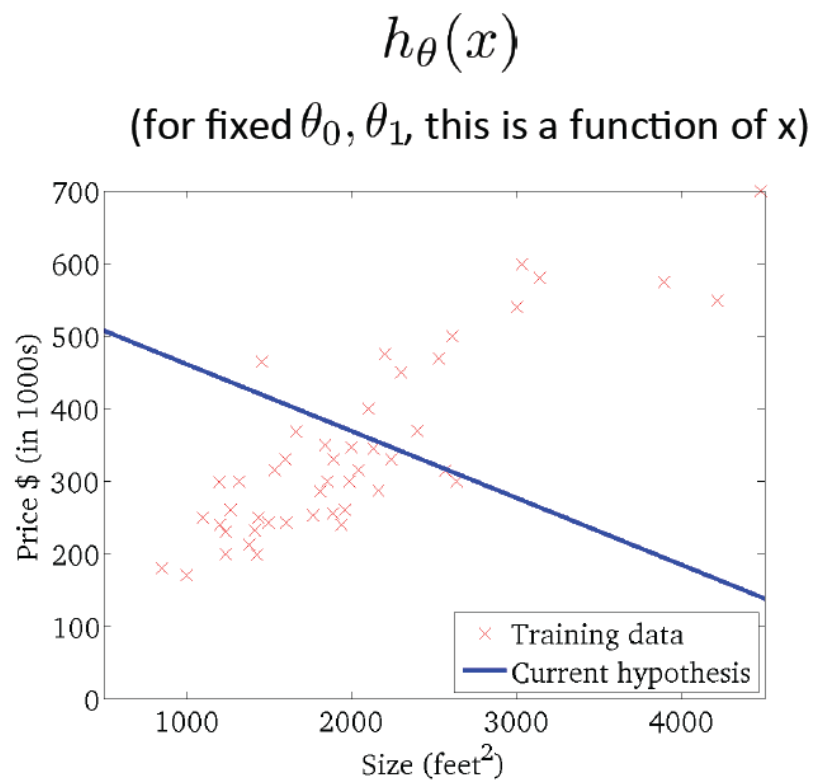 hθ(x)
(for fixed θ0, θ1, this is a function of x)
700
600
500
400
300
200
100
0
Price $ (in 1000s)
Training data
Current hypothesis
1000 2000 3000 4000
Size (feet²)